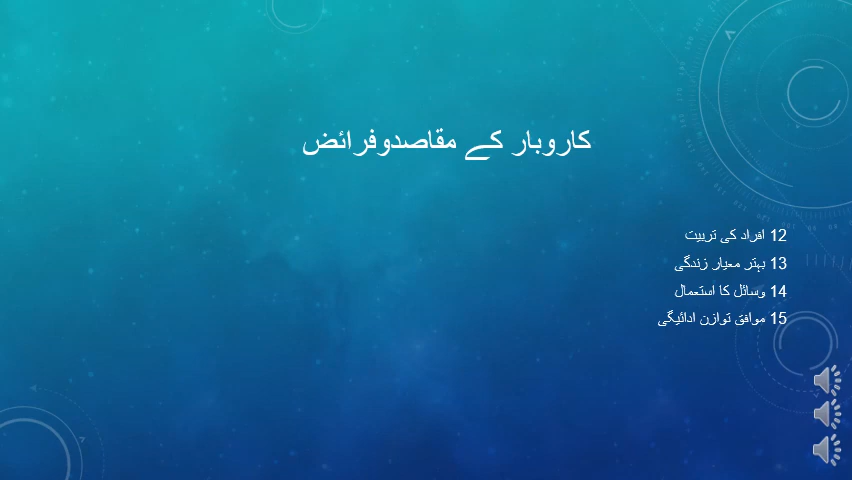 کاروبار کے مقاصدوفرائض
12 افراد کی تربیت
13 بہتر معیار زندگی
14 وسائل کا استعمال
15 موافق توازن ادائیگی